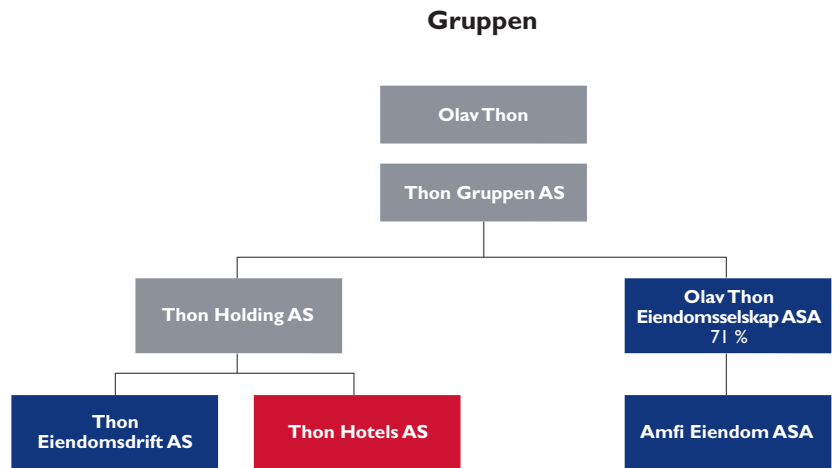 Gruppen
Olav Thon
Thon Gruppen AS
Thon Holding AS
Olav Thon
Eiendomsselskap ASA
71 %
Thon
Eiendomsdrift AS
Thon Hotels AS
Amfi Eiendom ASA